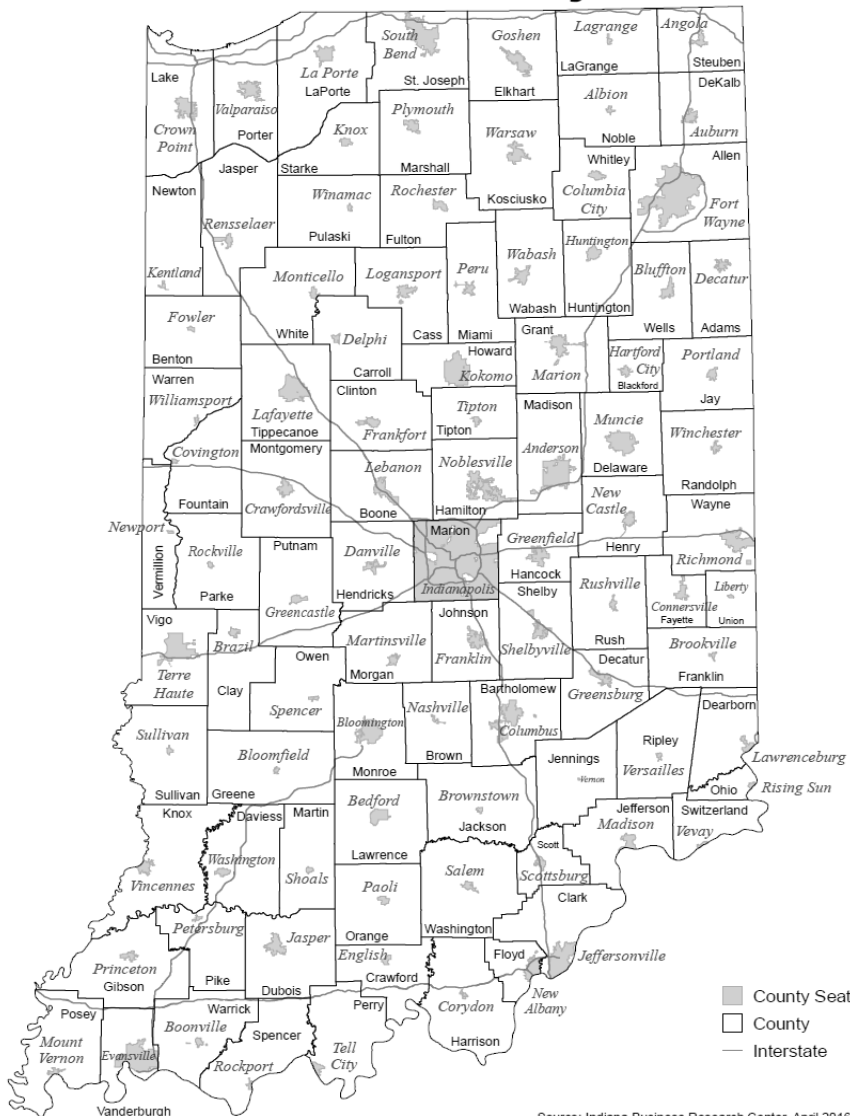 South
Bend
St. Joseph
Goshen
Elkhart
Lagrange
LaGrange
Angola
Steuben
Lake
Crown
Point
Valparaiso
Porter
La Porte
LaPorte
Plymouth
Marshall
Knox
Starke
Warsaw
Kosciusko
Albion
Noble
DeKalb
Auburn
Whitley
Columbia
City
Allen
Fort
Wayne
Newton
Kentland
Jasper
Rensselaer
Winamac
Pulaski
Rochester
Fulton
Monticello
White
Logansport
Cass
Peru
Miami
Wabash
Wabash
Huntington
Huntington
Bluffton
Wells
Decatur
Adams
Fowler
Benton
Delphi
Carroll
Howard
Kokomo
Grant
Marion
Hartford
City
Blackford
Portland
Jay
Warren
Williamsport
Lafayette
Tippecanoe
Clinton
Frankfort
Tipton
Tipton
Madison
Anderson
Muncie
Delaware
Winchester
Randolph
Covington
Fountain
Montgomery
Crawfordsville
Lebanon
Boone
Noblesville
Hamilton
New
Castle
Henry
Wayne
Richmond
Newport
Vermillion
Rockville
Parke
Putnam
Greencastle
Danville
Hendricks
Marion
Indianapolis
Greenfield
Hancock
Shelby
Shelbyville
Rushville
Rush
Connersville
Fayette
Liberty
Union
Vigo
Terre
Haute
Brazil
Clay
Owen
Spencer
Martinsville
Morgan
Johnson
Franklin
Decatur
Greensburg
Brookville
Franklin
Sullivan
Sullivan
Bloomfield
Greene
Bloomington
Monroe
Nashville
Brown
Bartholomew
Columbus
Jennings
Vernon
Ripley
Versailles
Dearborn
Lawrenceburg
Ohio
Rising Sun
Knox
Vincennes
Daviess
Washington
Martin
Shoals
Bedford
Lawrence
Brownstown
Jackson
Scott
Scottsburg
Jefferson
Madison
Switzerland
Vevay
Paoli
Orange
Salem
Washington
Clark
Jeffersonville
Princeton
Gibson
Petersburg
Pike
Jasper
Dubois
English
Crawford
Floyd
New
Albany
Corydon
Harrison
Posey
Mount
Vernon
Evansville
Vanderburgh
Warrick
Boonville
Spencer
Rockport
Perry
Tell
City
County Seat
County
Interstate